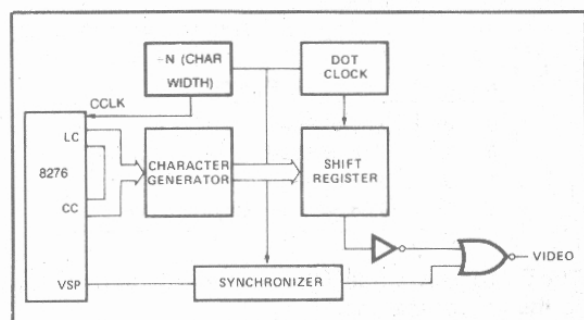 -N (CHAR
WIDTH)
DOT
CLOCK
CCLK
LC
8276
CC
VSP
CHARACTER
GENERATOR
SHIFT
REGISTER
SYNCHRONIZER
VIDEO